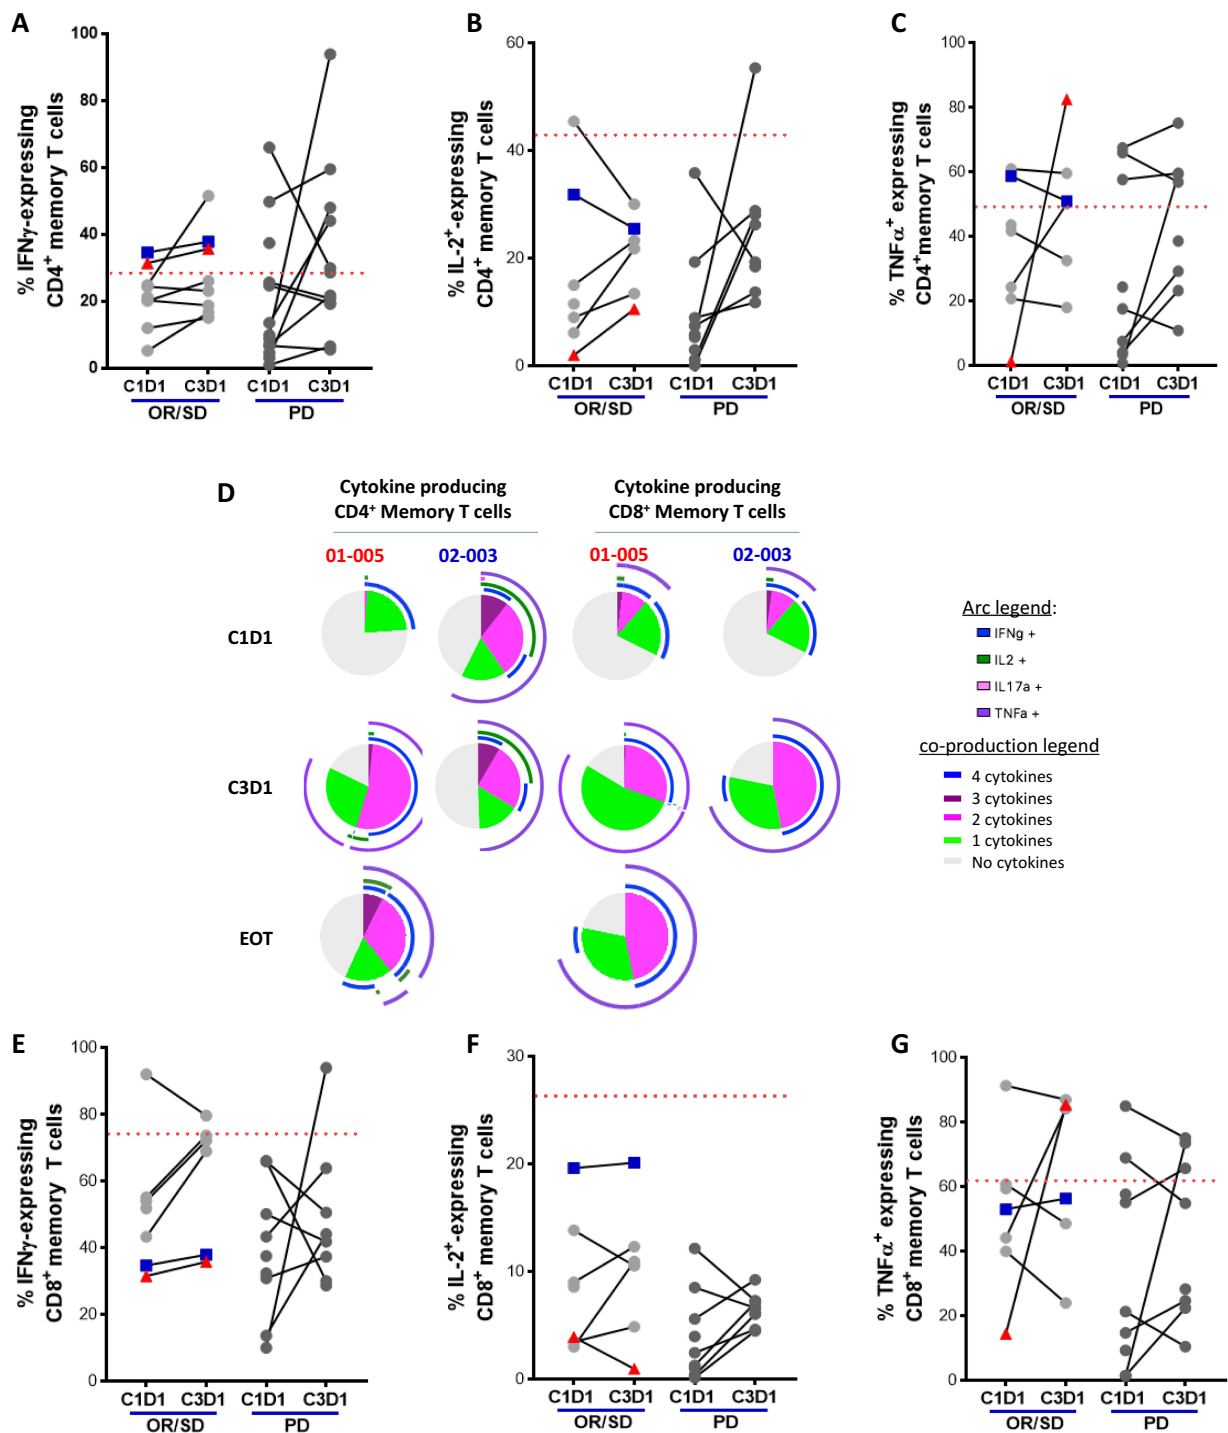 A
% IFNγ-expressing
CD4+ memory T cells
100
80
60
40
20
0
C1D1 C3D1 C1D1 C3D1
OR/SD PD
B
% IL-2+-expressing
CD4+ memory T cells
60
40
20
0
C1D1 C3D1 C1D1 C3D1
OR/SD PD
C
% TNFα+ expressing
CD4+memory T cells
100
80
60
40
20
0
C1D1 C3D1 C1D1 C3D1
OR/SD PD
D
Cytokine producing
CD4+ Memory T cells
Cytokine producing
CD8+ Memory T cells
01-005 02-003 01-005 02-003
C1D1
C3D1
EOT
Arc legend:
IFNg +
IL2 +
IL17a +
TNFa +
co-production legend
4 cytokines
3 cytokines
2 cytokines
1 cytokines
No cytokines
E
% IFNγ-expressing
CD8+ memory T cells
100
80
60
40
20
0
C1D1 C3D1 C1D1 C3D1
OR/SD PD
F
% IL-2+-expressing
CD8+ memory T cells
30
20
10
0
C1D1 C3D1 C1D1 C3D1
OR/SD PD
G
% TNFα+ expressing
CD8+ memory T cells
100
80
60
40
20
0
C1D1 C3D1 C1D1 C3D1
OR/SD PD